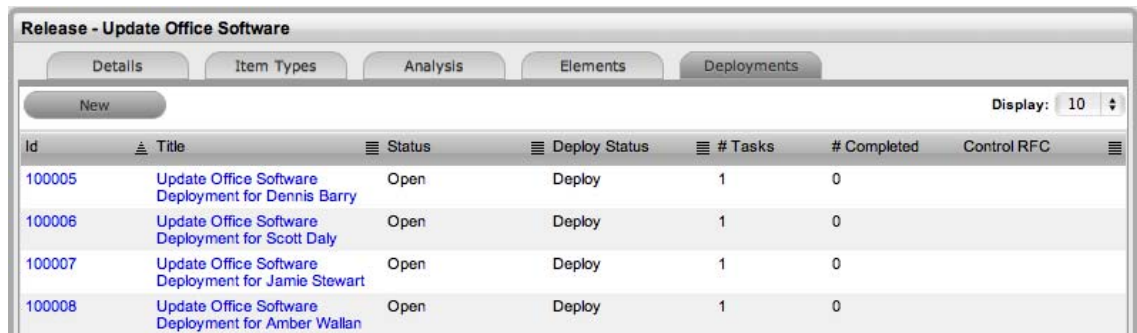 Release - Update Office Software
Details Item Types Analysis Elements Deployments
New Display: 10
Id Title Status Deploy Status # Tasks # Completed Control RFC
100005 Update Office Software Open Deploy 1 0
Deployment for Dennis Barry
100006 Update Office Software Open Deploy 1 0
Deployment for Scott Daly
100007 Update Office Software Open Deploy 1 0
Deployment for Jamie Stewart
100008 Update Office Software Open Deploy 1 0
Deployment for Amber Wallan